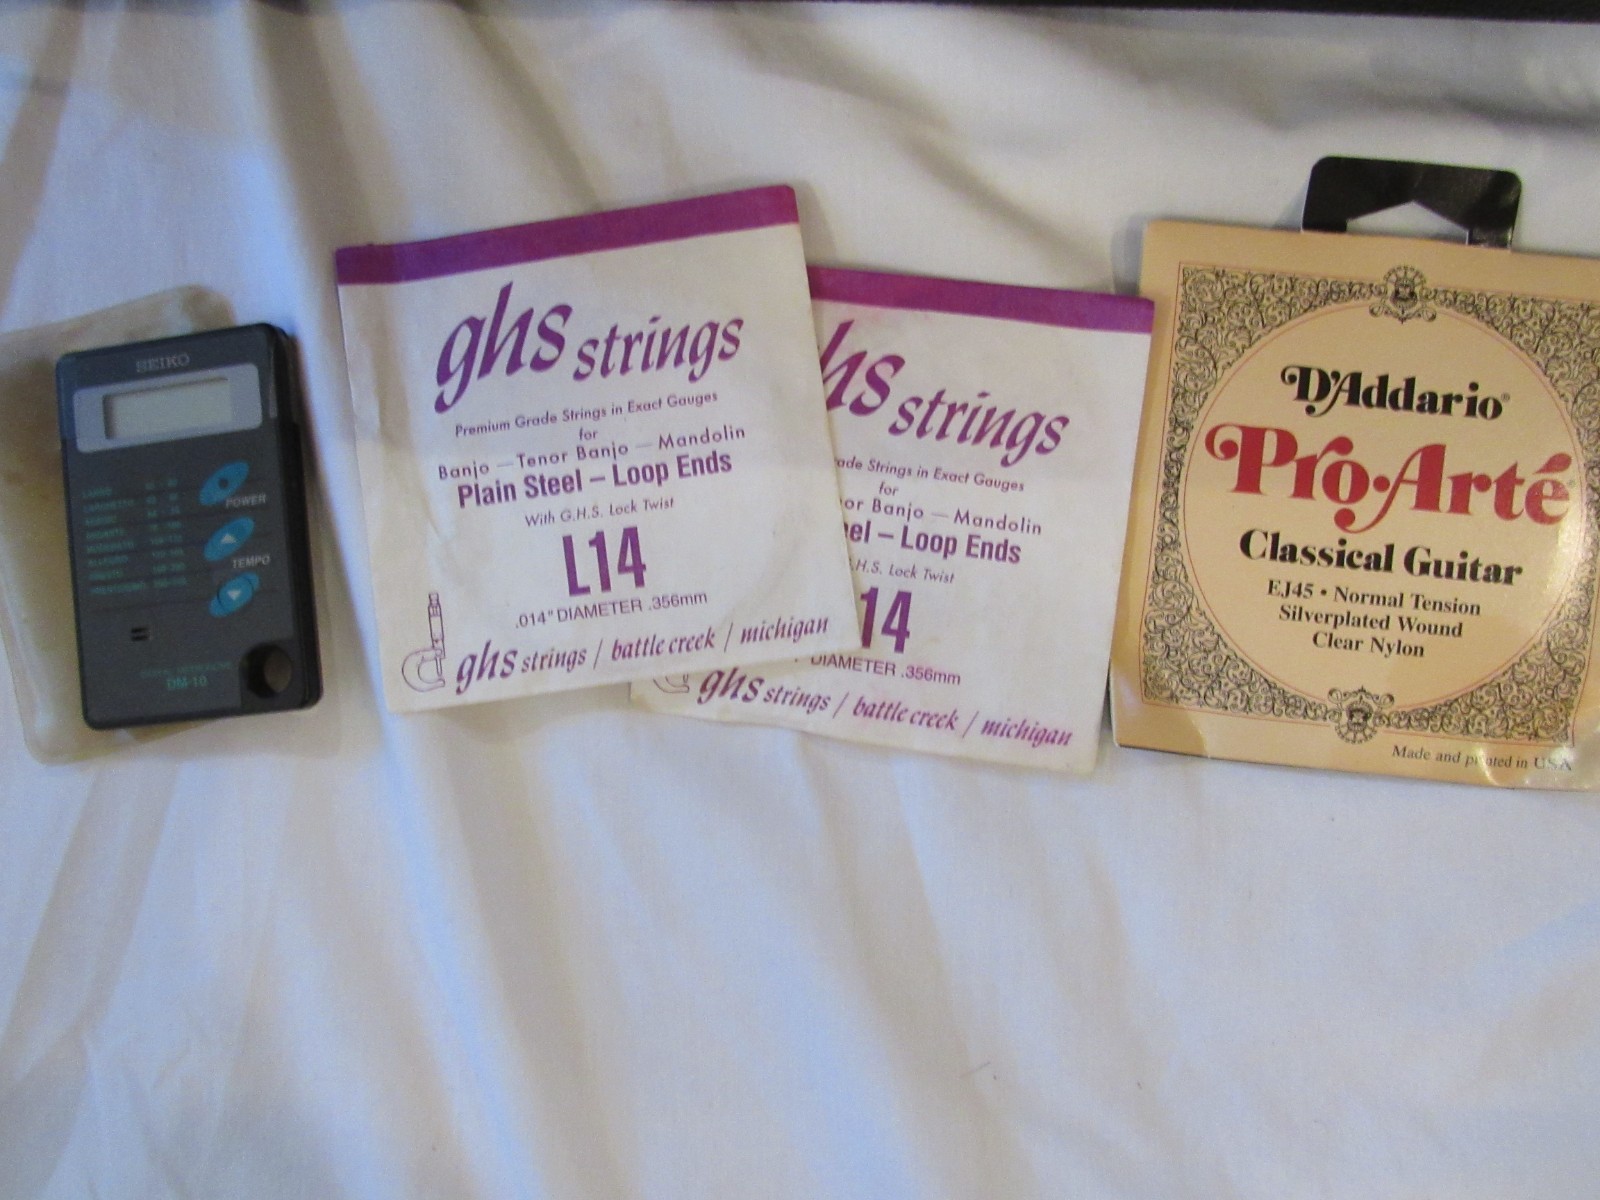 SEIKO
POWER
TEMPO
DM-10
ghs strings
Premium Grade Strings in Exact Gauges
for
Banjo — Tenor Banjo — Mandolin
Plain Steel – Loop Ends
With G.H.S. Lock Twist
L14
.014" DIAMETER .356mm
ghs strings / battle creek / michigan
hs strings
ade Strings in Exact Gauges
for
or Banjo — Mandolin
eel – Loop Ends
.H.S. Lock Twist
14
DIAMETER .356mm
ghs strings / battle creek / michigan
D'Addario®
Pro·Arté®
Classical Guitar
EJ45 • Normal Tension
Silverplated Wound
Clear Nylon
Made and printed in USA